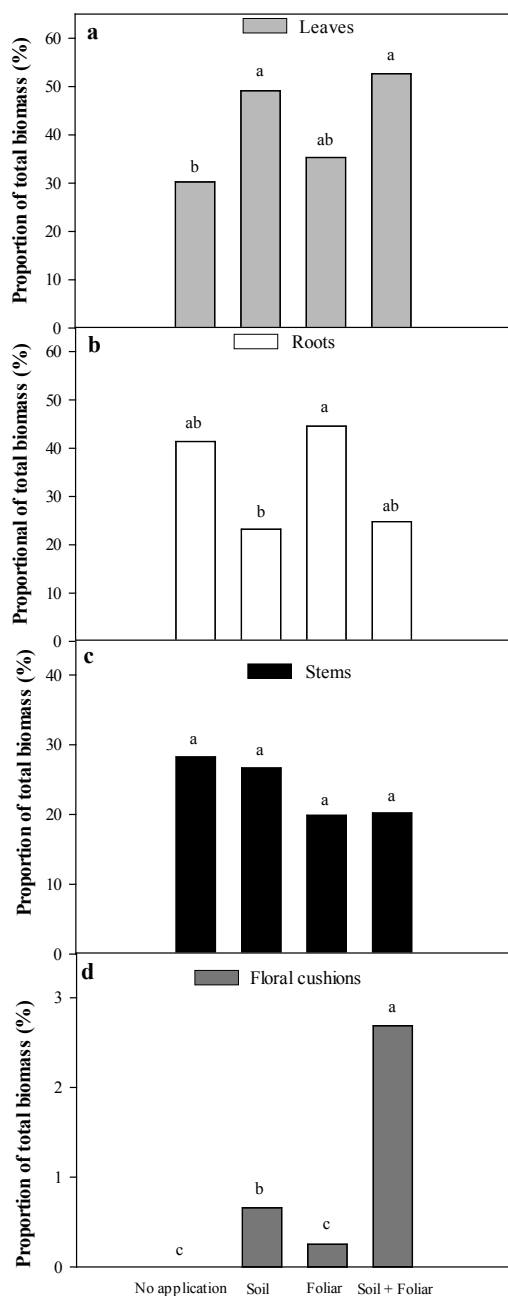 a
Leaves
Proportion of total biomass (%)
60
50
40
30
20
10
0
b
a
ab
a
b
Roots
Proportional of total biomass (%)
60
50
40
30
20
10
0
ab
b
a
ab
c
Stems
Proportion of total biomass (%)
40
30
20
10
0
a
a
a
a
d
Floral cushions
Proportion of total biomass (%)
3
2
1
0
c
b
c
a
No application
Soil
Foliar
Soil + Foliar